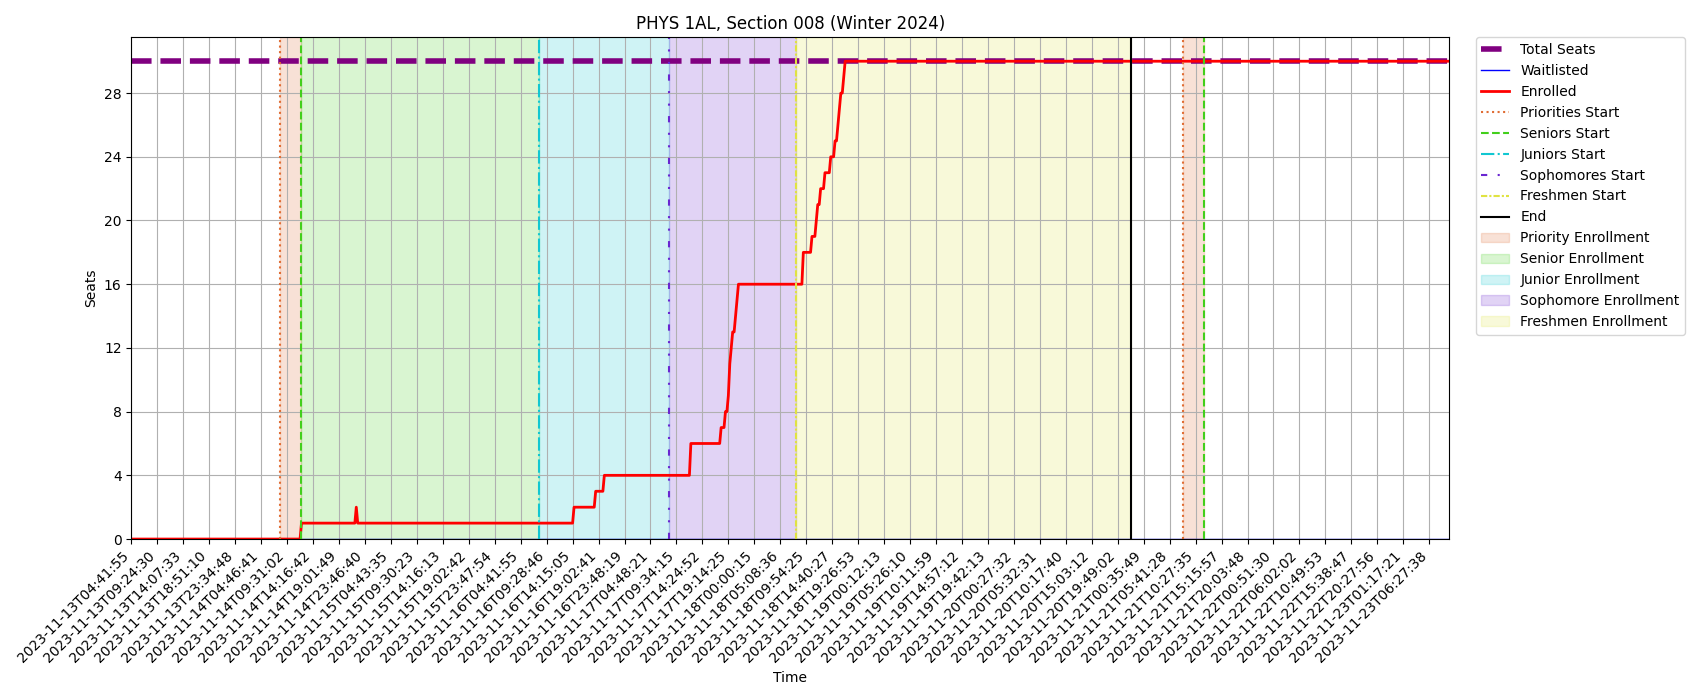 PHYS 1AL, Section 008 (Winter 2024)
Total Seats
Waitlisted
Enrolled
Priorities Start
Seniors Start
Juniors Start
Sophomores Start
Freshmen Start
End
Priority Enrollment
Senior Enrollment
Junior Enrollment
Sophomore Enrollment
Freshmen Enrollment
Seats
28
24
20
16
12
8
4
0
2023-11-13T04:41:55
2023-11-13T09:24:30
2023-11-13T14:07:33
2023-11-13T18:51:10
2023-11-13T23:34:48
2023-11-14T04:46:41
2023-11-14T09:31:02
2023-11-14T14:16:42
2023-11-14T19:01:49
2023-11-14T23:46:40
2023-11-15T04:43:35
2023-11-15T09:30:23
2023-11-15T14:16:13
2023-11-15T19:02:42
2023-11-15T23:47:54
2023-11-16T04:41:55
2023-11-16T09:28:46
2023-11-16T14:15:05
2023-11-16T19:02:41
2023-11-16T23:48:19
2023-11-17T04:48:21
2023-11-17T09:34:15
2023-11-17T14:24:52
2023-11-17T19:14:25
2023-11-18T00:00:15
2023-11-18T05:08:36
2023-11-18T09:54:25
2023-11-18T14:40:27
2023-11-18T19:26:53
2023-11-19T00:12:13
2023-11-19T05:26:10
2023-11-19T10:11:59
2023-11-19T14:57:12
2023-11-19T19:42:13
2023-11-20T00:27:32
2023-11-20T05:32:31
2023-11-20T10:17:40
2023-11-20T15:03:12
2023-11-20T19:49:02
2023-11-21T00:35:49
2023-11-21T05:41:28
2023-11-21T10:27:35
2023-11-21T15:15:57
2023-11-21T20:03:48
2023-11-22T00:51:30
2023-11-22T06:02:02
2023-11-22T10:49:53
2023-11-22T15:38:47
2023-11-22T20:27:56
2023-11-23T01:17:21
2023-11-23T06:27:38
Time